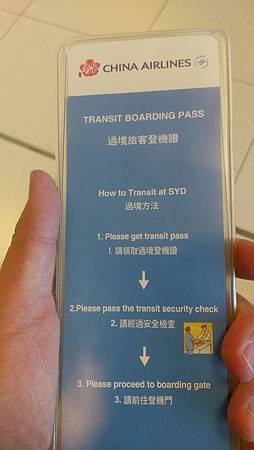 CHINA AIRLINES
TRANSIT BOARDING PASS
過境旅客登機證
How to Transit at SYD
過境方法
1. Please get transit pass
1. 請領取過境登機證
2.Please pass the transit security check
2. 請經過安全檢查
3. Please proceed to boarding gate
3. 請前往登機門